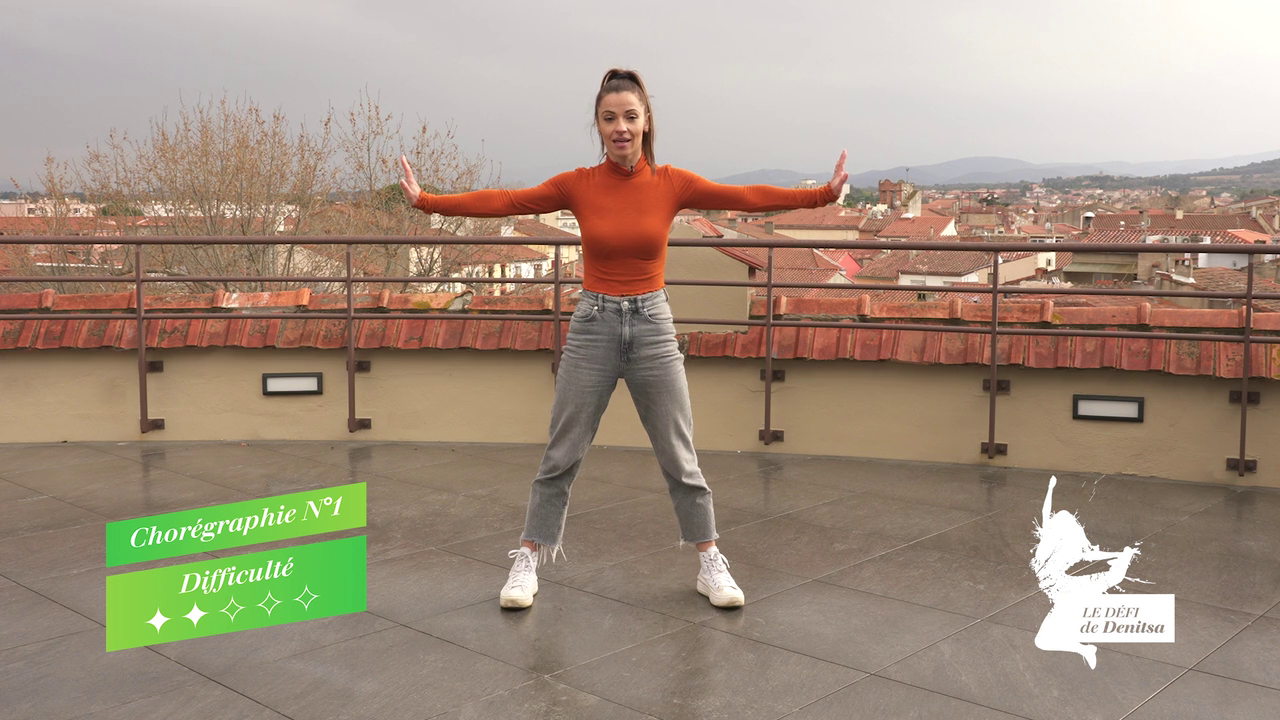 Chorégraphie N°1
Difficulté
LE DÉFI
de Denitsa